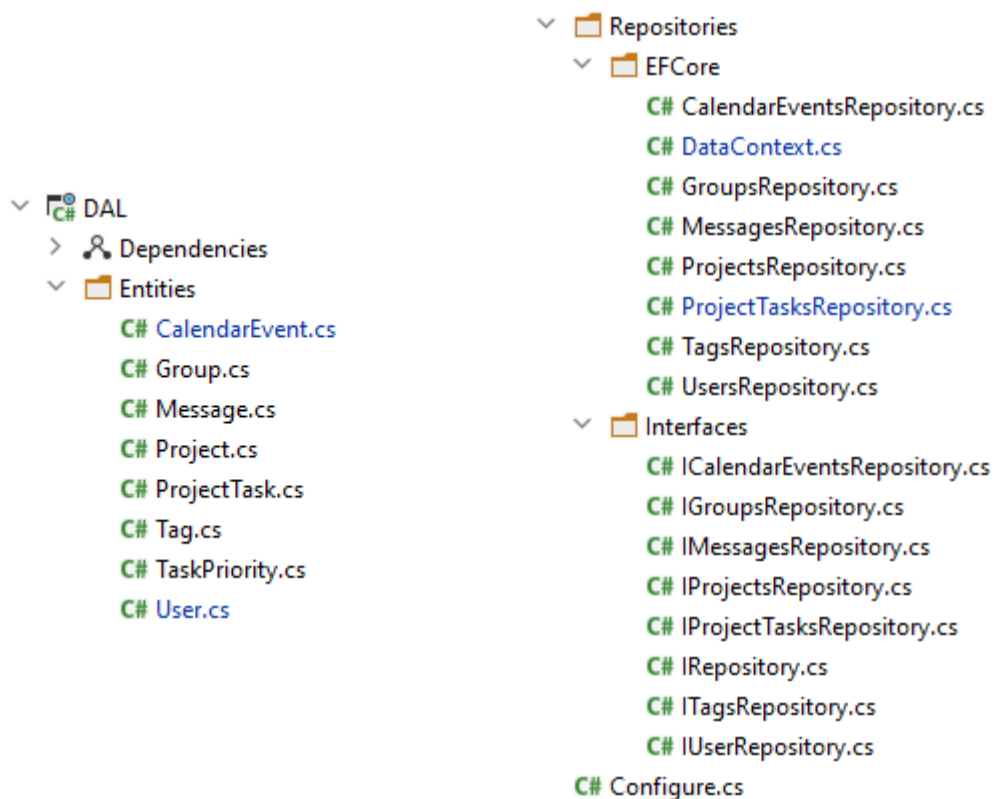 DAL
Dependencies
Entities
C# CalendarEvent.cs
C# Group.cs
C# Message.cs
C# Project.cs
C# ProjectTask.cs
C# Tag.cs
C# TaskPriority.cs
C# User.cs
Repositories
EFCore
C# CalendarEventsRepository.cs
C# DataContext.cs
C# GroupsRepository.cs
C# MessagesRepository.cs
C# ProjectsRepository.cs
C# ProjectTasksRepository.cs
C# TagsRepository.cs
C# UsersRepository.cs
Interfaces
C# ICalendarEventsRepository.cs
C# IGroupsRepository.cs
C# IMessagesRepository.cs
C# IProjectsRepository.cs
C# IProjectTasksRepository.cs
C# IRepository.cs
C# ITagsRepository.cs
C# IUserRepository.cs
C# Configure.cs